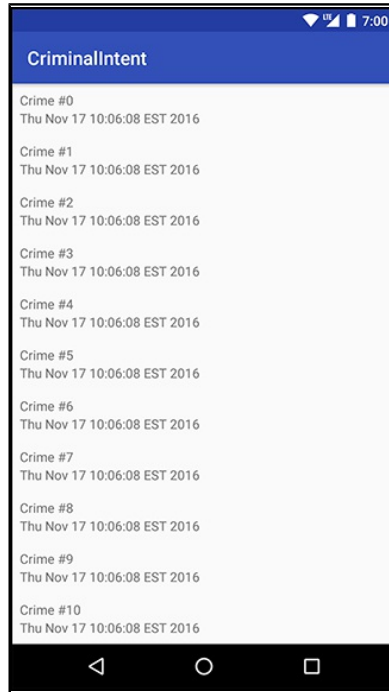 LTE 7:00
CriminalIntent
Crime #0
Thu Nov 17 10:06:08 EST 2016
Crime #1
Thu Nov 17 10:06:08 EST 2016
Crime #2
Thu Nov 17 10:06:08 EST 2016
Crime #3
Thu Nov 17 10:06:08 EST 2016
Crime #4
Thu Nov 17 10:06:08 EST 2016
Crime #5
Thu Nov 17 10:06:08 EST 2016
Crime #6
Thu Nov 17 10:06:08 EST 2016
Crime #7
Thu Nov 17 10:06:08 EST 2016
Crime #8
Thu Nov 17 10:06:08 EST 2016
Crime #9
Thu Nov 17 10:06:08 EST 2016
Crime #10
Thu Nov 17 10:06:08 EST 2016